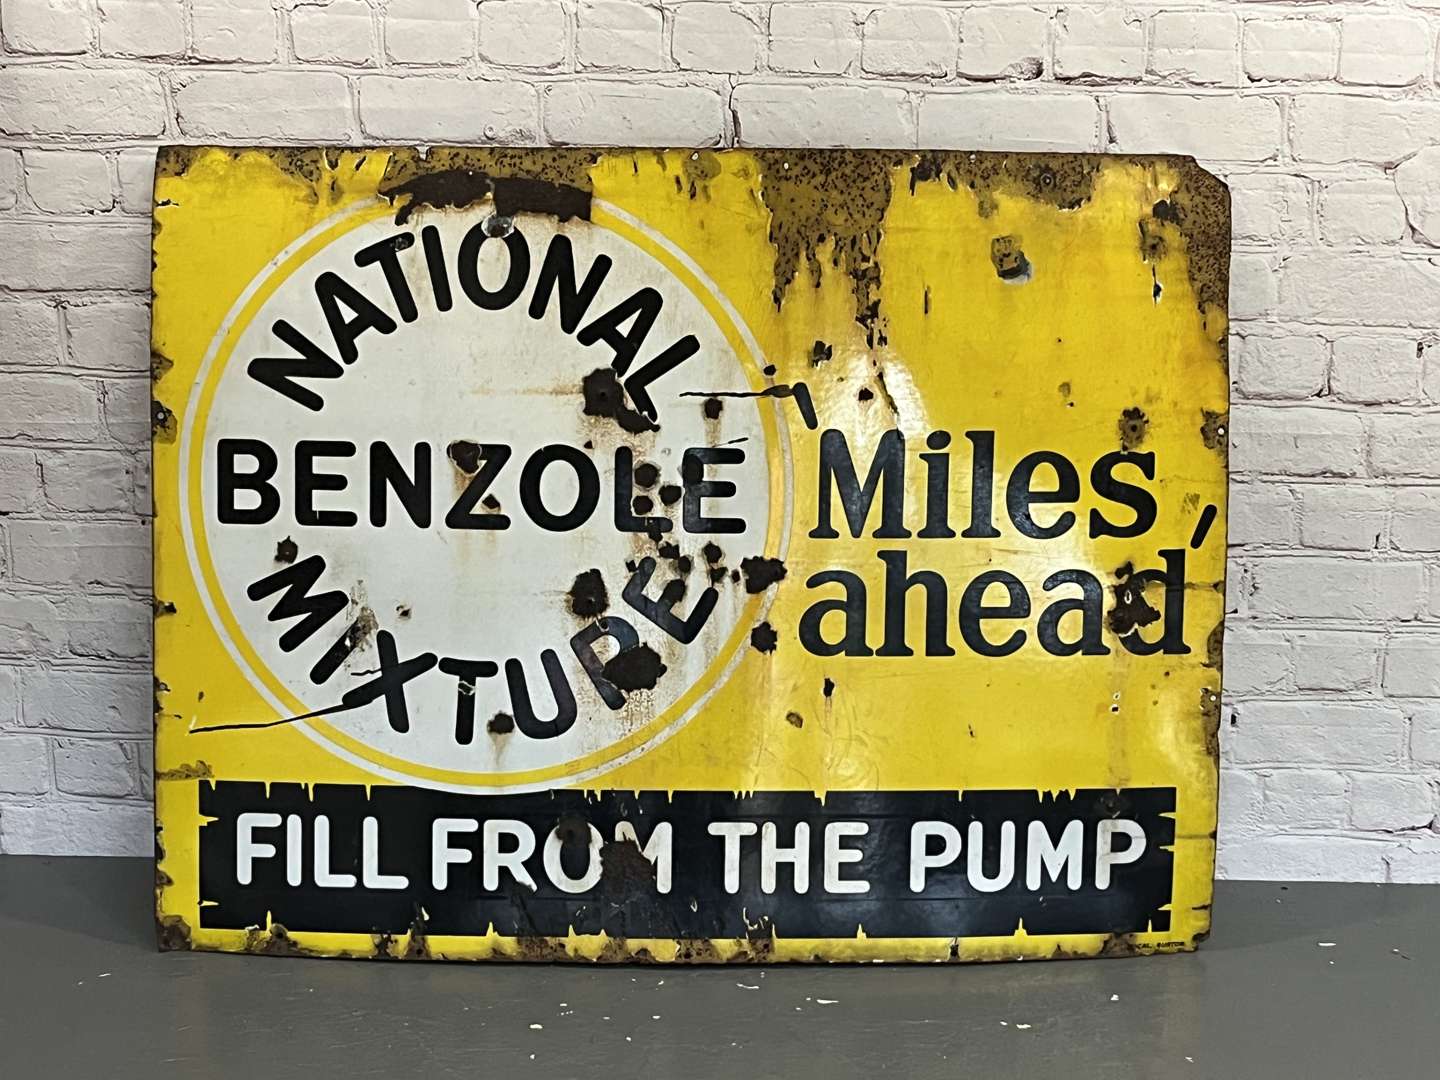 NATIONAL
BENZOLE
MIXTURE
Miles
ahead
FILL FROM THE PUMP